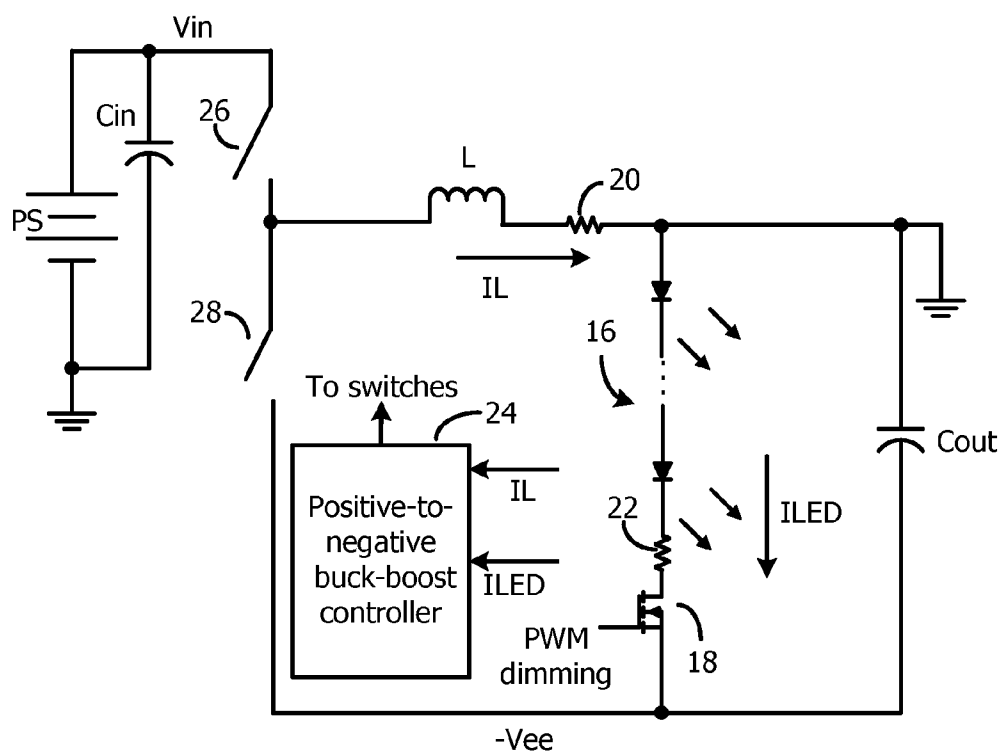 Vin
Cin
26
PS
L
20
IL
28
16
To switches
24
Positive-to-
negative
buck-boost
controller
IL
ILED
22
ILED
Cout
PWM
dimming
18
-Vee